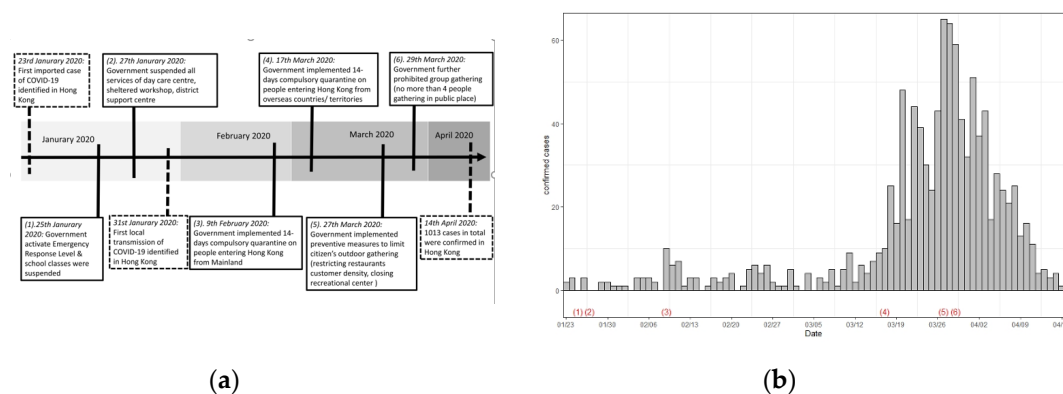 23rd Janurary 2020:
First imported case
of COVID-19
identified in Hong
Kong
(2). 27th Janurary 2020:
Government suspended all
services of day care centre,
sheltered workshop, district
support centre
(4). 17th March 2020:
Government implemented 14-
days compulsory quarantine on
people entering Hong Kong from
overseas countries/ territories
(6). 29th March 2020:
Government further
prohibited group gathering
(no more than 4 people
gathering in public place)
Janurary 2020
February 2020
March 2020
April 2020
(1).25th Janurary
2020: Government
activate Emergency
Response Level &
school classes were
suspended
31st Janurary 2020:
First local
transmission of
COVID-19 identified
in Hong Kong
(3). 9th February 2020:
Government implemented 14-
days compulsory quarantine on
people entering Hong Kong
from Mainland
(5). 27th March 2020:
Government implemented
preventive measures to limit
citizen's outdoor gathering
(restricting restaurants
customer density, closing
recreational center )
14th April 2020:
1013 cases in total
were confirmed in
Hong Kong
(a)
confirmed cases
60
40
20
0
(1) (2) (3) (4) (5) (6)
01/23 01/30 02/06 02/13 02/20 02/27 03/05 03/12 03/19 03/26 04/02 04/09
Date
(b)